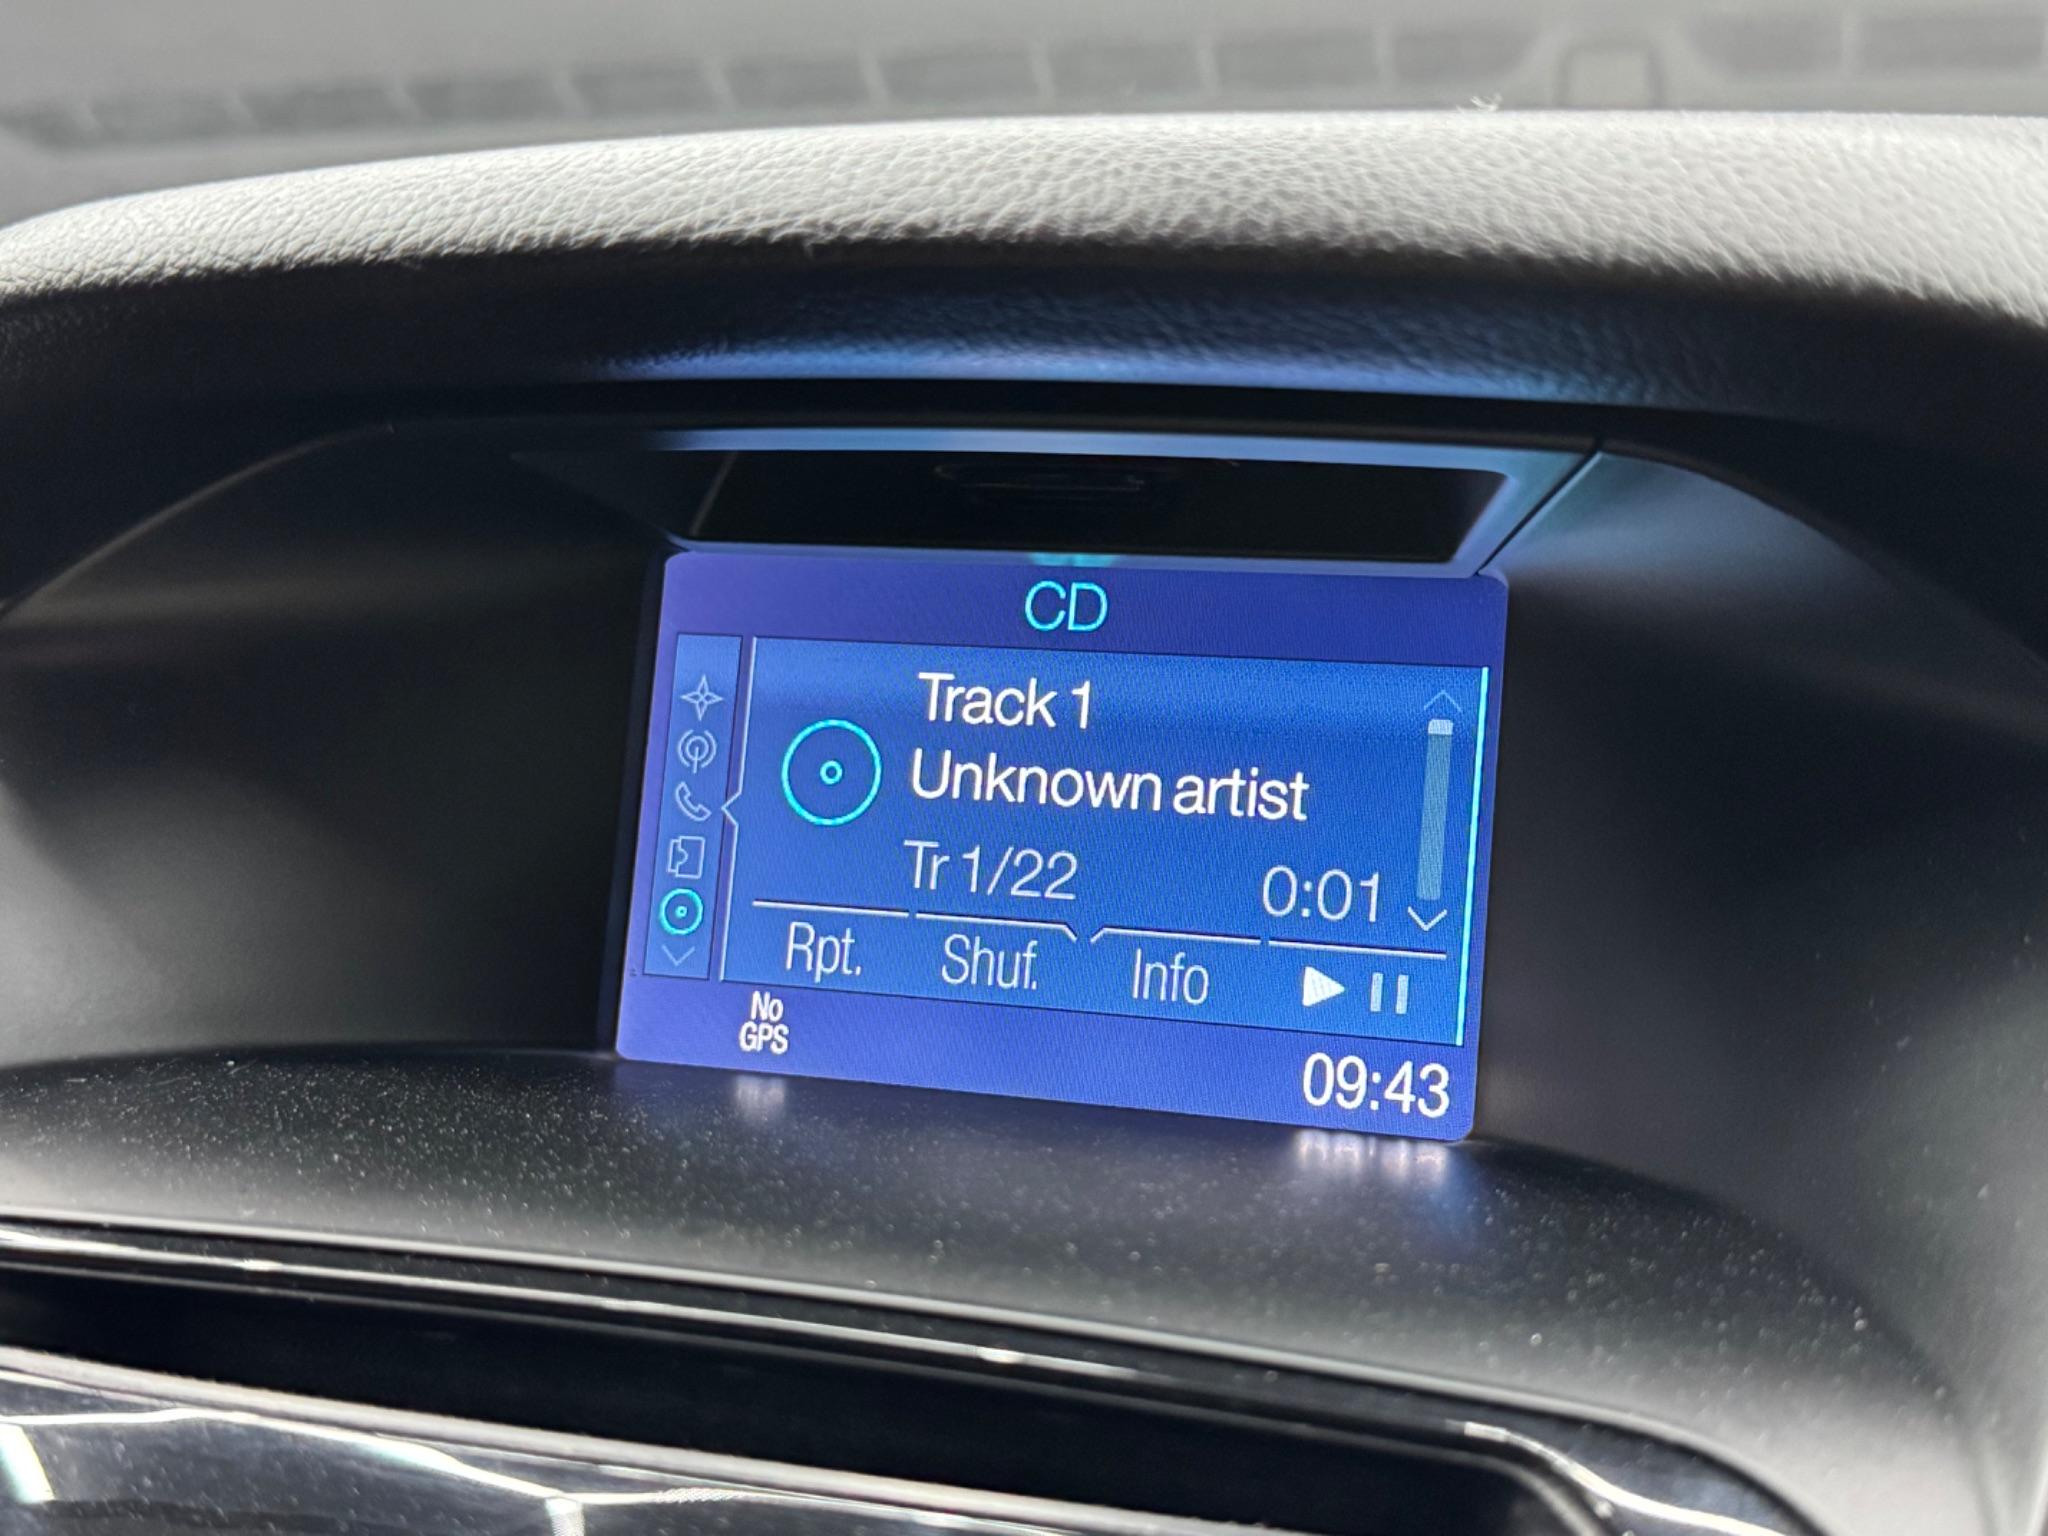 CD
Track 1
Unknown artist
Tr 1/22 0:01
Rpt. Shuf. Info
No
GPS
09:43